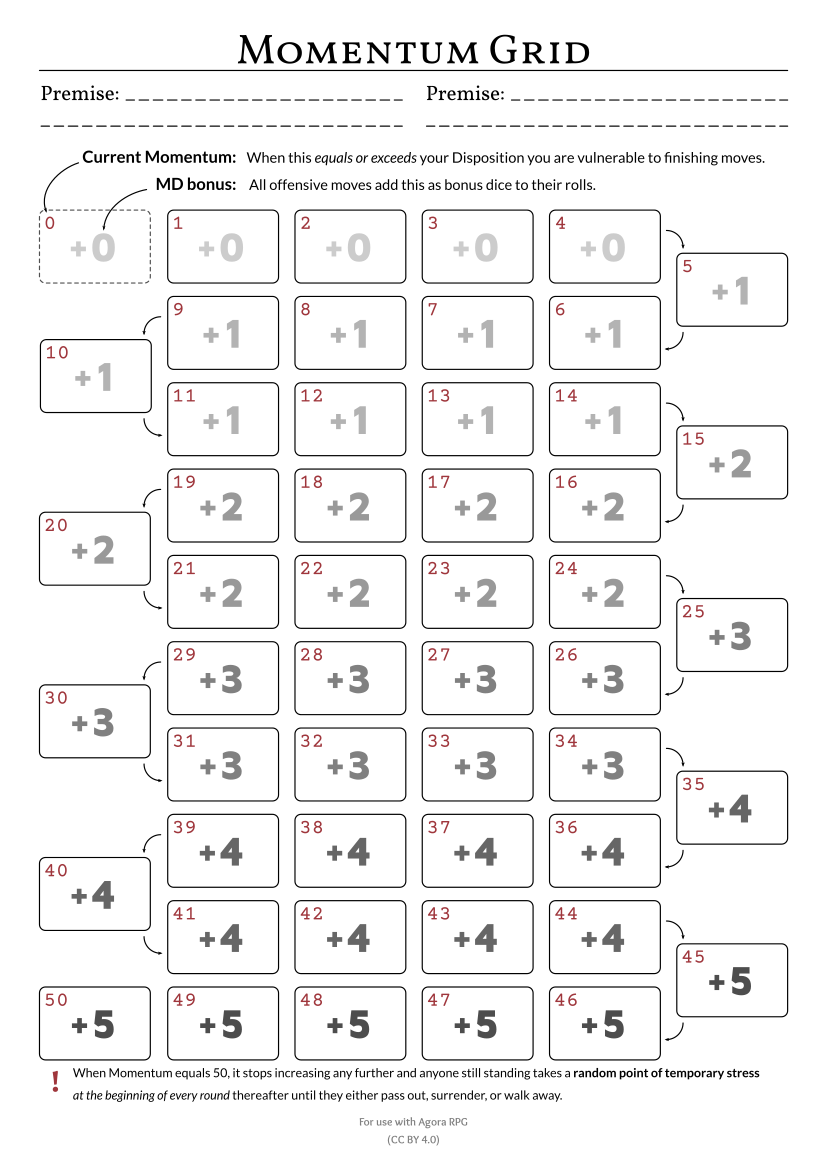 Momentum Grid
Premise: Premise:
Current Momentum: When this equals or exceeds your Disposition you are vulnerable to finishing moves.
MD bonus: All offensive moves add this as bonus dice to their rolls.
0 1 2 3 4
+0 +0 +0 +0 +0
5
+1
9 8 7 6
+1 +1 +1 +1
10
+1
11 12 13 14
+1 +1 +1 +1
15
+2
19 18 17 16
+2 +2 +2 +2
20
+2
21 22 23 24
+2 +2 +2 +2
25
+3
29 28 27 26
+3 +3 +3 +3
30
+3
31 32 33 34
+3 +3 +3 +3
35
+4
39 38 37 36
+4 +4 +4 +4
40
+4
41 42 43 44
+4 +4 +4 +4
45
+5
50 49 48 47 46
+5 +5 +5 +5 +5
! When Momentum equals 50, it stops increasing any further and anyone still standing takes a random point of temporary stress
at the beginning of every round thereafter until they either pass out, surrender, or walk away.
For use with Agora RPG
(CC BY 4.0)